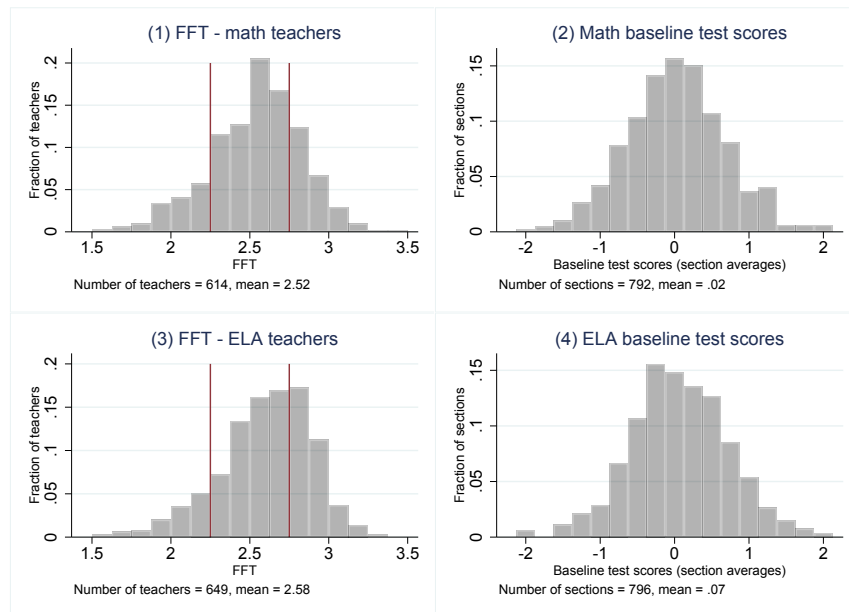 (1) FFT - math teachers
Fraction of teachers
0 .05 .1 .15 .2
1.5 2 2.5 3 3.5
FFT
Number of teachers = 614, mean = 2.52
(2) Math baseline test scores
Fraction of sections
0 .05 .1 .15
-2 -1 0 1 2
Baseline test scores (section averages)
Number of sections = 792, mean = .02
(3) FFT - ELA teachers
Fraction of teachers
0 .05 .1 .15 .2
1.5 2 2.5 3 3.5
FFT
Number of teachers = 649, mean = 2.58
(4) ELA baseline test scores
Fraction of sections
0 .05 .1 .15
-2 -1 0 1 2
Baseline test scores (section averages)
Number of sections = 796, mean = .07